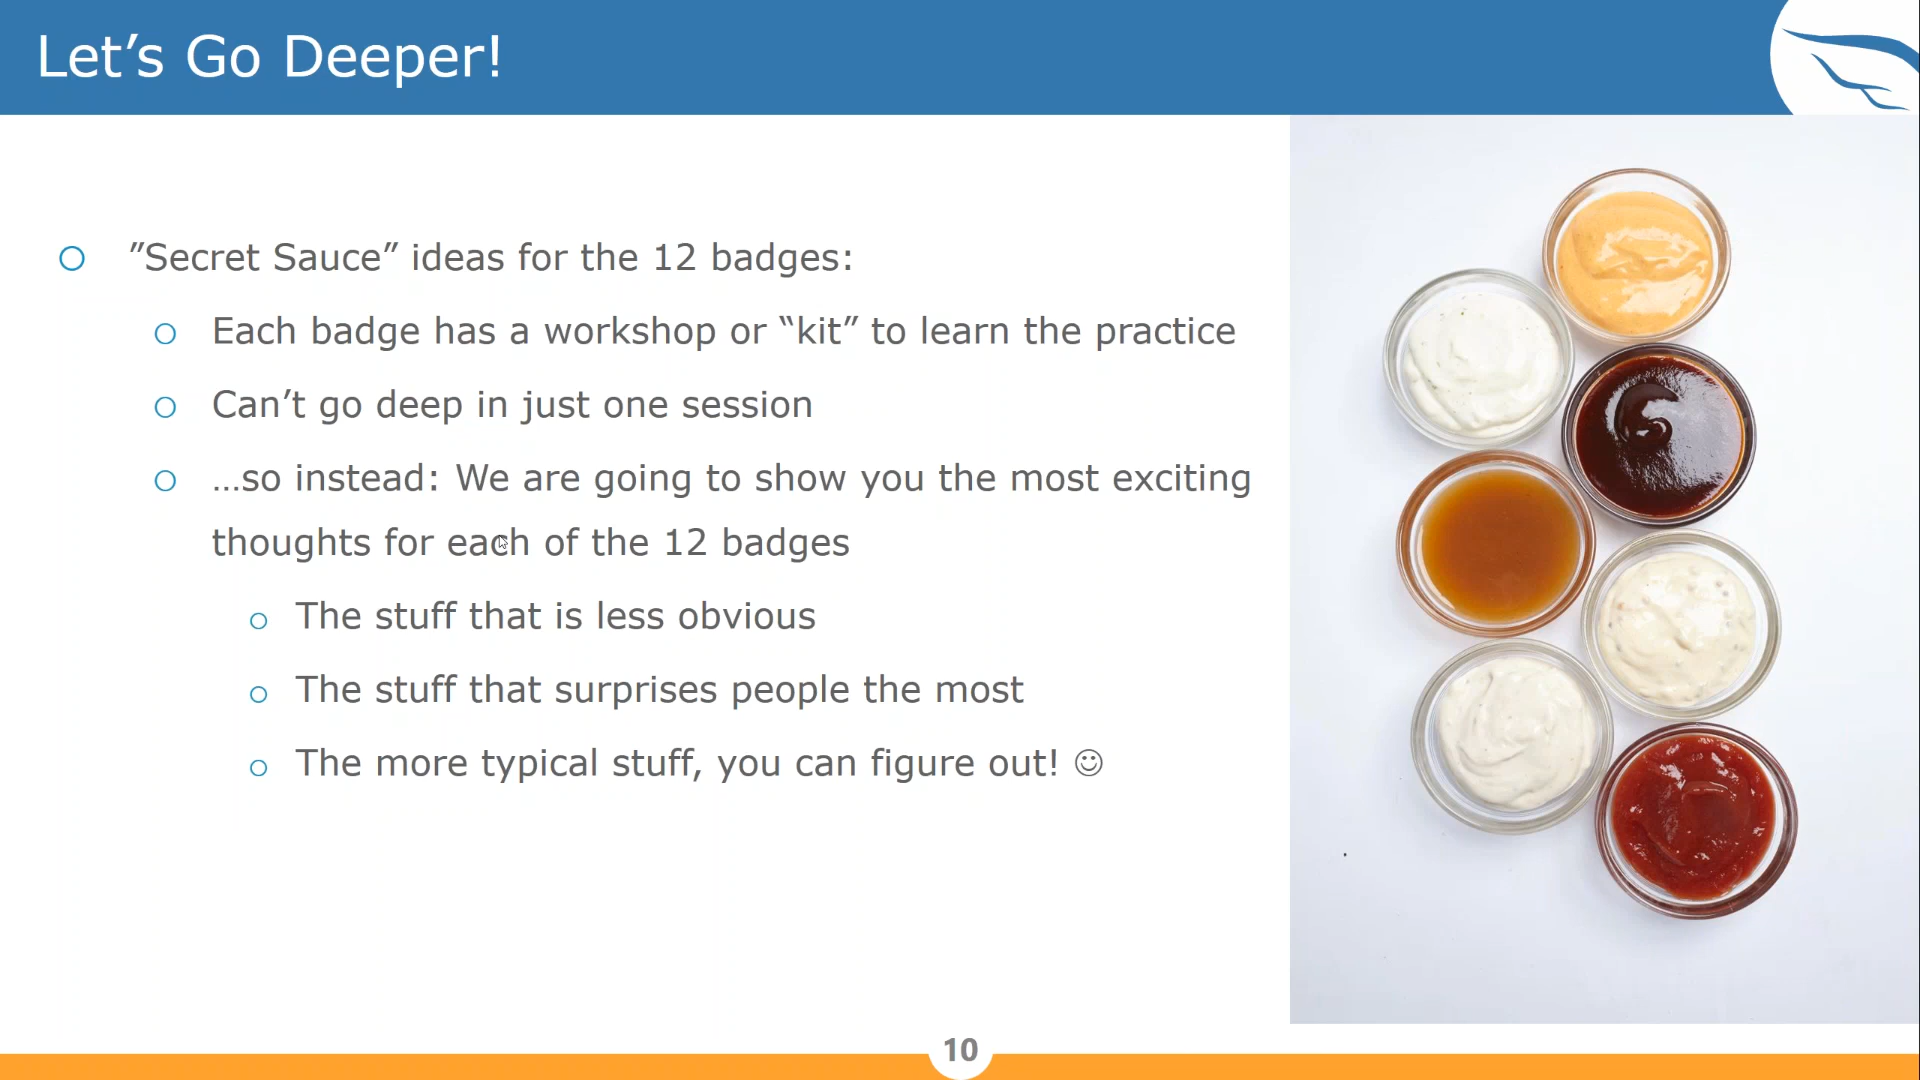 Let’s Go Deeper!
”Secret Sauce” ideas for the 12 badges:
Each badge has a workshop or “kit” to learn the practice
Can’t go deep in just one session
…so instead: We are going to show you the most exciting
thoughts for each of the 12 badges
The stuff that is less obvious
The stuff that surprises people the most
The more typical stuff, you can figure out! ☺
10